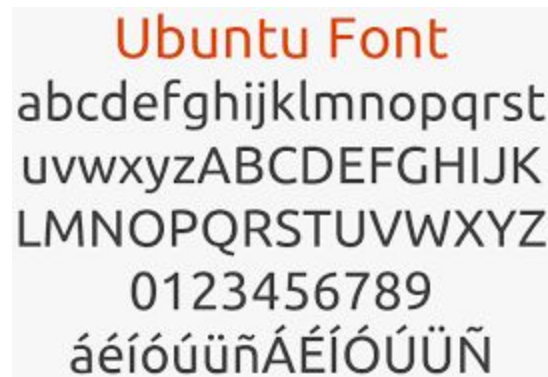 Ubuntu Font
abcdefghijklmnopqrst
uvwxyzABCDEFGHIJK
LMNOPQRSTUVWXYZ
0123456789
áéíóúüñÁÉÍÓÚÜÑ